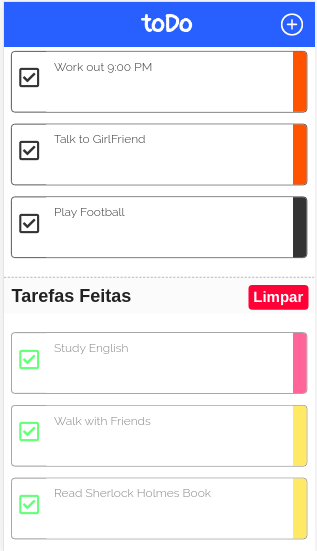 toDo
Work out 9:00 PM
Talk to GirlFriend
Play Football
Tarefas Feitas
Limpar
Study English
Walk with Friends
Read Sherlock Holmes Book